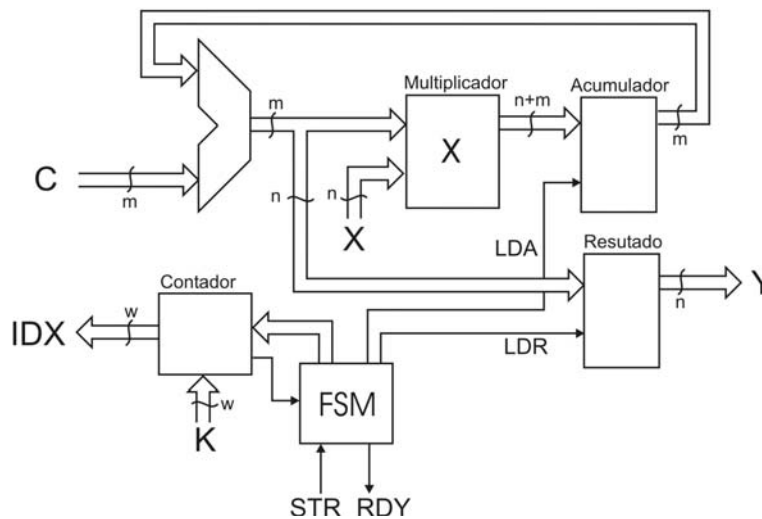 Multiplicador
Acumulador
m
n+m
X
m
C
m
n
n
X
LDA
Resutado
Contador
n
Y
w
IDX
LDR
FSM
w
K
STR
RDY